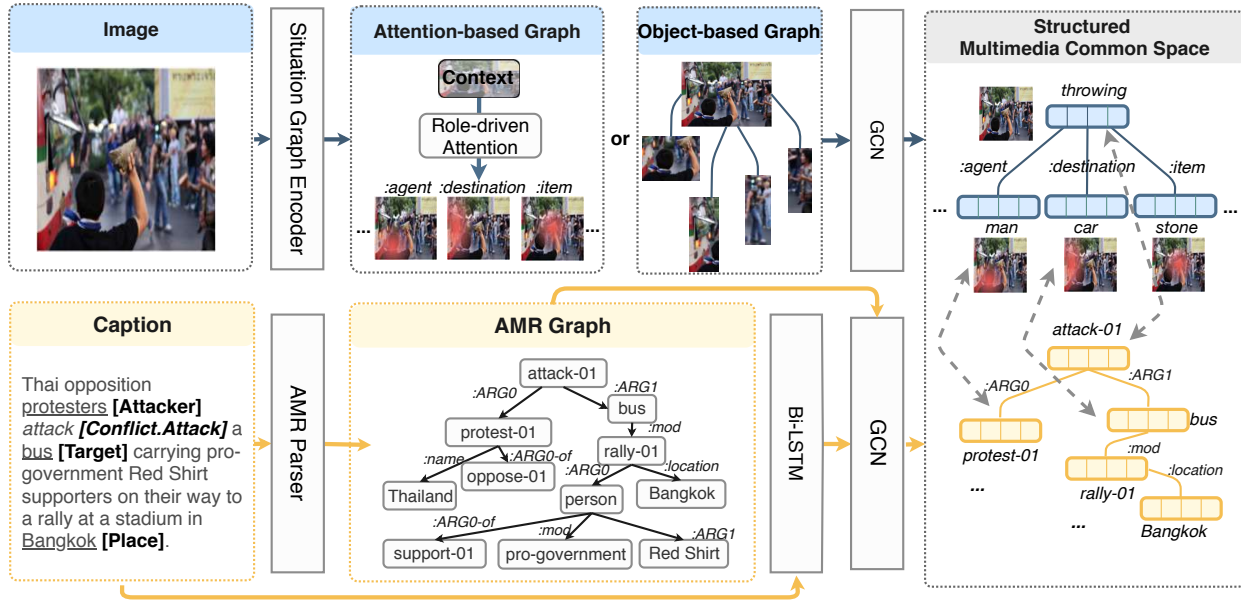 Image
Situation Graph Encoder
Attention-based Graph
Context
Role-driven
Attention
:agent
:destination
:item
...
...
or
Object-based Graph
GCN
Structured
Multimedia Common Space
throwing
:agent
:destination
:item
...
...
man
car
stone
Caption
Thai opposition
protesters [Attacker]
attack [Conflict.Attack] a
bus [Target] carrying pro-
government Red Shirt
supporters on their way to
a rally at a stadium in
Bangkok [Place].
AMR Parser
AMR Graph
attack-01
:ARG0
:ARG1
bus
protest-01
:mod
:name
:ARG0-of
rally-01
Thailand
oppose-01
:ARG0
:location
person
Bangkok
:ARG0-of
:mod
:ARG1
support-01
pro-government
Red Shirt
Bi-LSTM
GCN
attack-01
:ARG0
:ARG1
protest-01
bus
:mod
...
rally-01
:location
...
Bangkok